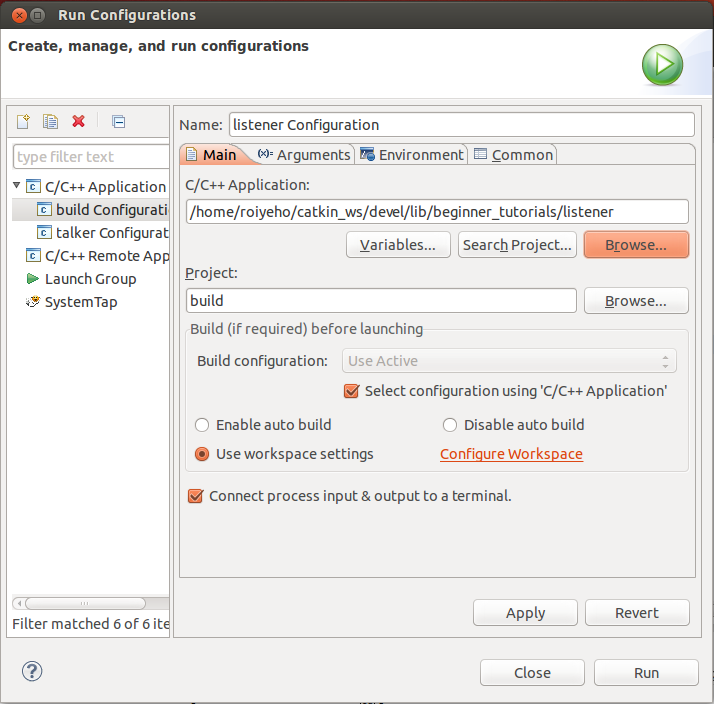 Run Configurations
Create, manage, and run configurations
type filter text
C/C++ Application
build Configurati
talker Configurat
C/C++ Remote App
Launch Group
SystemTap
Filter matched 6 of 6 ite
Name: listener Configuration
Main (x)= Arguments Environment Common
C/C++ Application:
/home/roiyeho/catkin_ws/devel/lib/beginner_tutorials/listener
Variables... Search Project... Browse...
Project:
build Browse...
Build (if required) before launching
Build configuration: Use Active
Select configuration using 'C/C++ Application'
Enable auto build Disable auto build
Use workspace settings Configure Workspace
Connect process input & output to a terminal.
Apply Revert
? Close Run